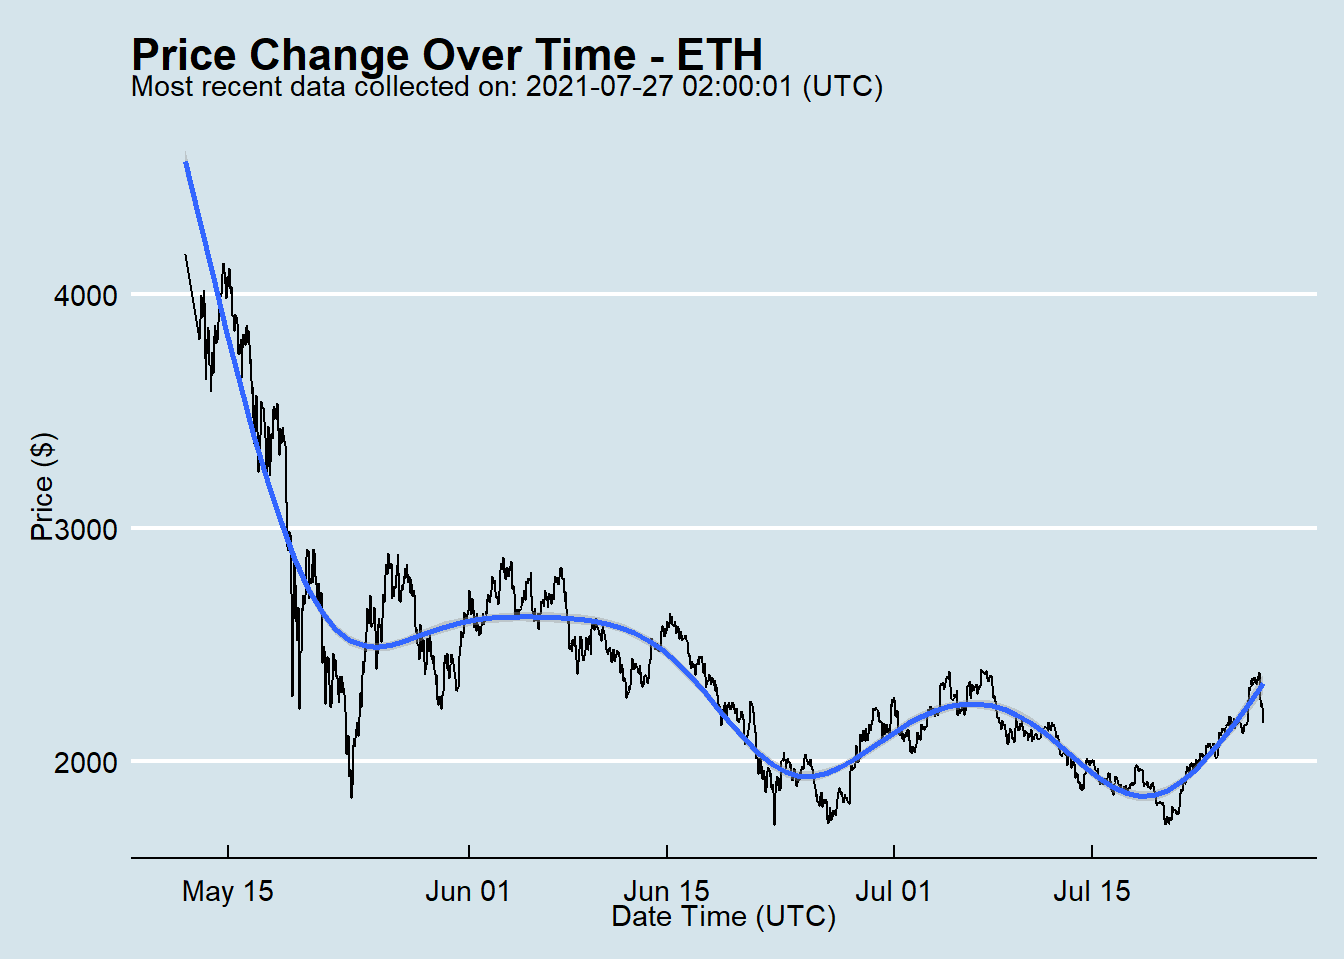 Price Change Over Time - ETH
Most recent data collected on: 2021-07-27 02:00:01 (UTC)
Price ($)
4000
3000
2000
May 15
Jun 01
Jun 15
Jul 01
Jul 15
Date Time (UTC)